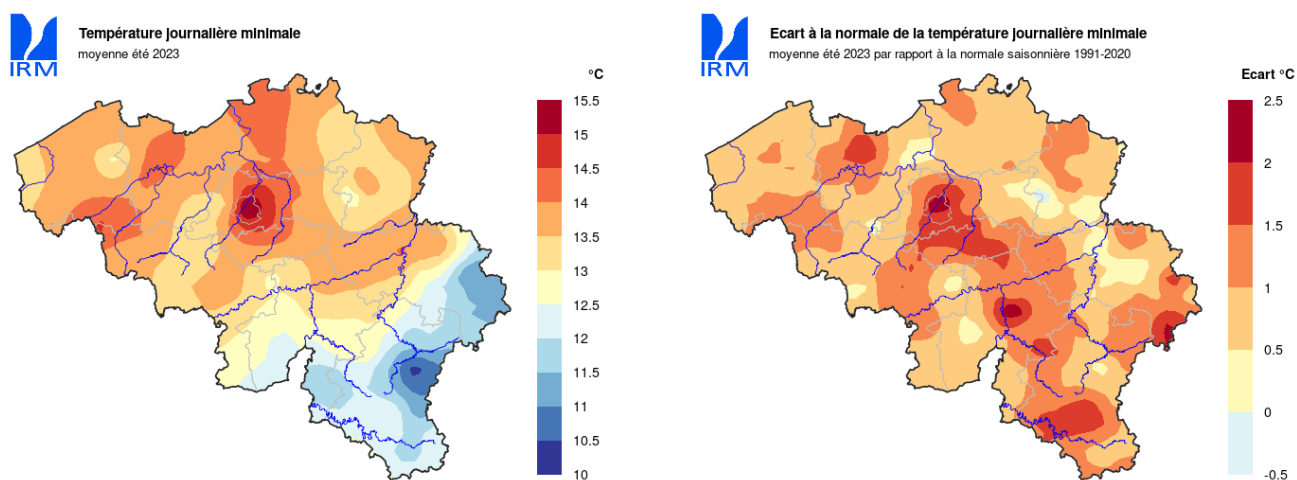 IRM
Température journalière minimale
moyenne été 2023
°C
15.5
15
14.5
14
13.5
13
12.5
12
11.5
11
10.5
10
IRM
Ecart à la normale de la température journalière minimale
moyenne été 2023 par rapport à la normale saisonnière 1991-2020
Ecart °C
2.5
2
1.5
1
0.5
0
-0.5